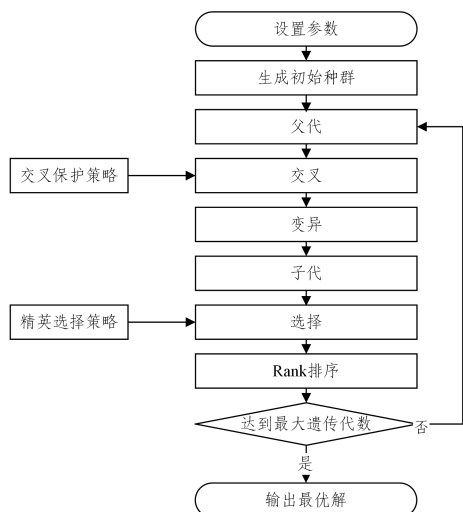 设置参数
生成初始种群
父代
交叉保护策略
交叉
变异
子代
精英选择策略
选择
Rank排序
达到最大遗传代数
否
是
输出最优解